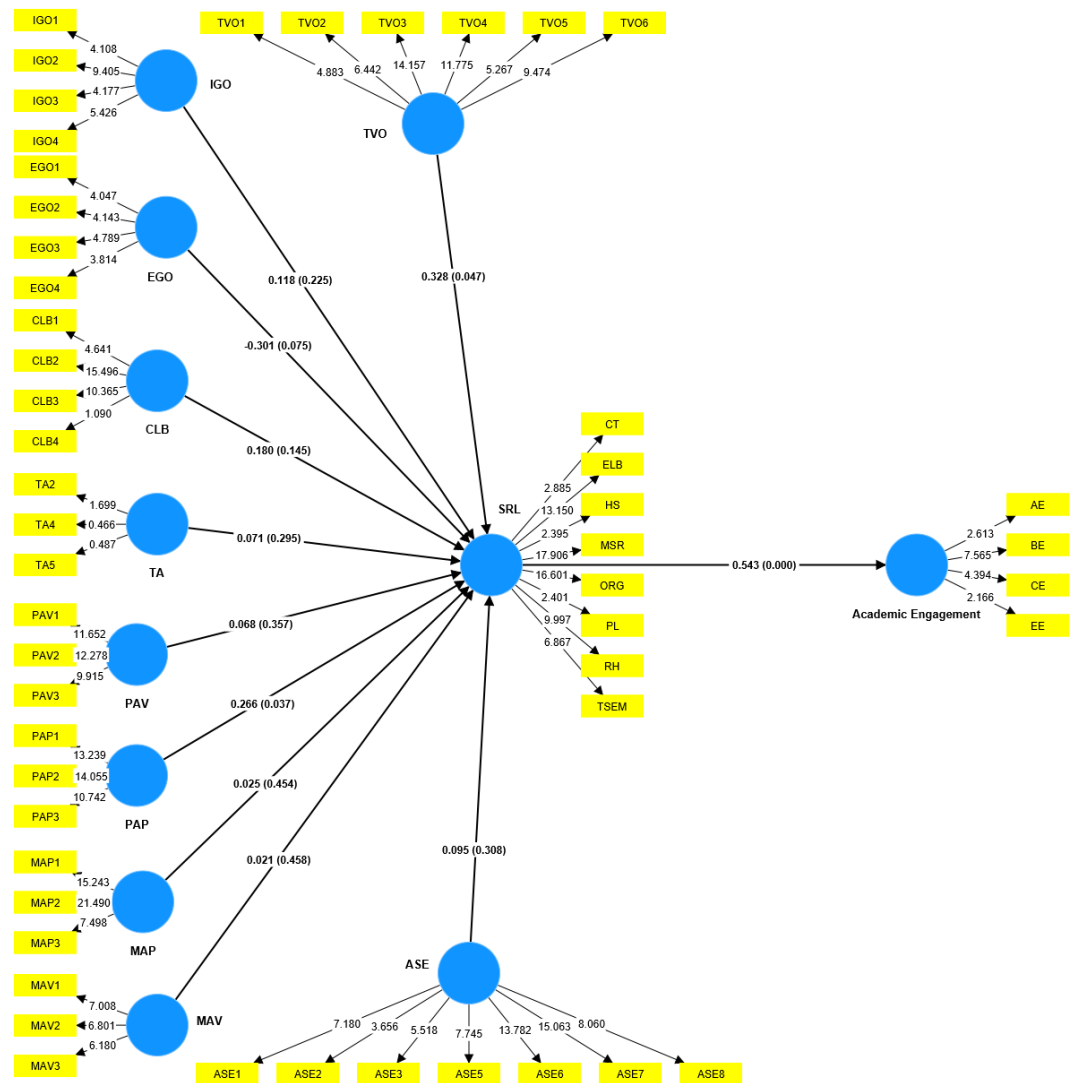 IGO1
IGO2
IGO3
IGO4
4.108
9.405
4.177
5.426
IGO
EGO1
EGO2
EGO3
EGO4
4.047
4.143
4.789
3.814
EGO
CLB1
CLB2
CLB3
CLB4
4.641
15.496
10.365
1.090
CLB
TA2
TA4
TA5
1.699
0.466
0.487
TA
PAV1
PAV2
PAV3
11.652
12.278
9.915
PAV
PAP1
PAP2
PAP3
13.239
14.055
10.742
PAP
MAP1
MAP2
MAP3
15.243
21.490
7.498
MAP
MAV1
MAV2
MAV3
7.008
6.801
6.180
MAV
TVO1
TVO2
TVO3
TVO4
TVO5
TVO6
4.883
6.442
14.157
11.775
5.267
9.474
TVO
0.118 (0.225)
0.328 (0.047)
-0.301 (0.075)
0.180 (0.145)
0.071 (0.295)
0.068 (0.357)
0.266 (0.037)
0.025 (0.454)
0.021 (0.458)
0.095 (0.308)
SRL
2.885
13.150
2.395
17.906
16.601
2.401
9.997
6.867
CT
ELB
HS
MSR
ORG
PL
RH
TSEM
0.543 (0.000)
Academic Engagement
2.613
7.565
4.394
2.166
AE
BE
CE
EE
ASE
7.180
3.656
5.518
7.745
13.782
15.063
8.060
ASE1
ASE2
ASE3
ASE5
ASE6
ASE7
ASE8